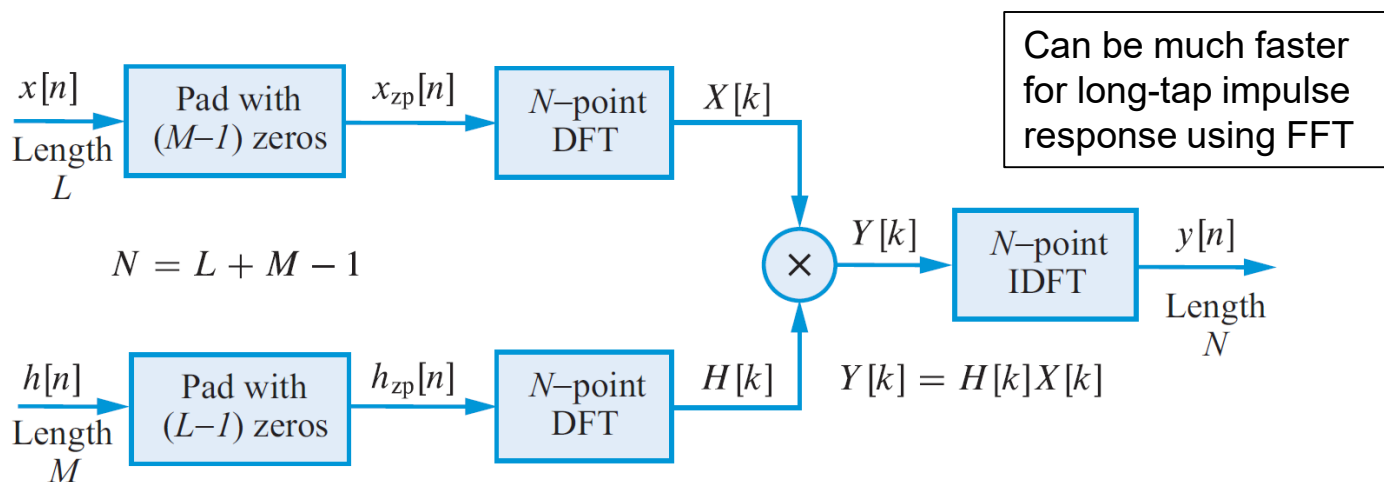 Can be much faster
for long-tap impulse
response using FFT
x[n]
Length
L
Pad with
(M–1) zeros
x_zp[n]
N–point
DFT
X[k]
N = L + M − 1
×
Y[k]
N–point
IDFT
y[n]
Length
N
h[n]
Length
M
Pad with
(L–1) zeros
h_zp[n]
N–point
DFT
H[k]
Y[k] = H[k]X[k]